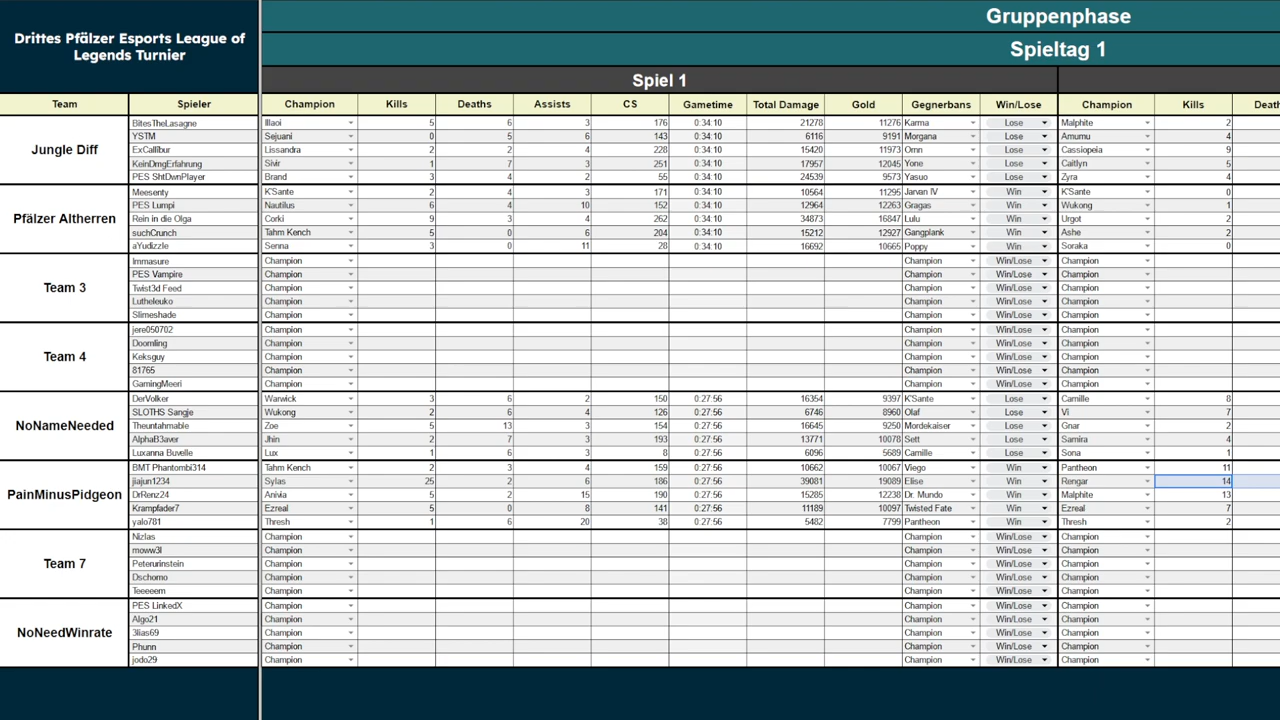 Drittes Pfälzer Esports League of
Legends Turnier
Gruppenphase
Spieltag 1
Spiel 1
Team Spieler Champion Kills Deaths Assists CS Gametime Total Damage Gold Gegnerbans Win/Lose Champion Kills Death
Jungle Diff
BitesTheLasagne Illaoi 5 6 3 176 0:34:10 21278 11276 Karma Lose Malphite 2
YSTM Sejuani 0 5 6 143 0:34:10 6116 9191 Morgana Lose Amumu 4
ExCallibur Lissandra 2 2 4 228 0:34:10 15420 11973 Ornn Lose Cassiopeia 9
KeinDmgErfahrung Sivir 1 7 3 251 0:34:10 17957 12045 Yone Lose Caitlyn 5
PES ShtDwnPlayer Brand 3 4 2 55 0:34:10 24539 9573 Yasuo Lose Zyra 4
Pfälzer Altherren
Meesenty K'Sante 2 4 3 171 0:34:10 10564 11295 Jarvan IV Win K'Sante 0
PES Lumpi Nautilus 6 4 10 152 0:34:10 12964 12263 Gragas Win Wukong 1
Rein in die Olga Corki 9 3 4 262 0:34:10 34873 16847 Lulu Win Urgot 2
suchCrunch Tahm Kench 5 0 6 204 0:34:10 15212 12927 Gangplank Win Ashe 2
aYudizzle Senna 3 0 11 28 0:34:10 16692 10665 Poppy Win Soraka 0
Team 3
Immasure Champion Champion Win/Lose Champion
PES Vampire Champion Champion Win/Lose Champion
Twist3d Feed Champion Champion Win/Lose Champion
Lutheleuko Champion Champion Win/Lose Champion
Slimeshade Champion Champion Win/Lose Champion
Team 4
jere050702 Champion Champion Win/Lose Champion
Doomling Champion Champion Win/Lose Champion
Keksguy Champion Champion Win/Lose Champion
81765 Champion Champion Win/Lose Champion
GamingMeeri Champion Champion Win/Lose Champion
NoNameNeeded
DerVolker Warwick 3 6 2 150 0:27:56 16354 9397 K'Sante Lose Camille 8
SLOTHS Sangje Wukong 2 6 4 126 0:27:56 6746 8960 Olaf Lose Vi 7
Theuntahmable Zoe 5 13 3 154 0:27:56 16645 9250 Mordekaiser Lose Gnar 2
AlphaB3aver Jhin 2 7 3 193 0:27:56 13771 10078 Sett Lose Samira 4
Luxanna Buvelle Lux 1 6 3 8 0:27:56 6096 5689 Camille Lose Sona 1
PainMinusPidgeon
BMT Phantombi314 Tahm Kench 2 3 4 159 0:27:56 10662 10067 Viego Win Pantheon 11
jiajun1234 Sylas 25 2 6 186 0:27:56 39081 19089 Elise Win Rengar 14
DrRenz24 Anivia 5 2 15 190 0:27:56 15285 12238 Dr. Mundo Win Malphite 13
Krampfader7 Ezreal 5 0 8 141 0:27:56 11189 10097 Twisted Fate Win Ezreal 7
yalo781 Thresh 1 6 20 38 0:27:56 5482 7799 Pantheon Win Thresh 2
Team 7
Nizlas Champion Champion Win/Lose Champion
moww3l Champion Champion Win/Lose Champion
Peterurinstein Champion Champion Win/Lose Champion
Dschomo Champion Champion Win/Lose Champion
Teeeeem Champion Champion Win/Lose Champion
NoNeedWinrate
PES LinkedX Champion Champion Win/Lose Champion
Algo21 Champion Champion Win/Lose Champion
3lias69 Champion Champion Win/Lose Champion
Phunn Champion Champion Win/Lose Champion
jodo29 Champion Champion Win/Lose Champion